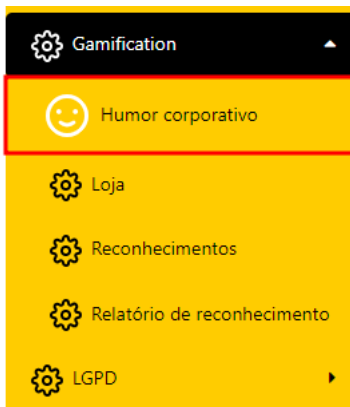 Gamification
Humor corporativo
Loja
Reconhecimentos
Relatório de reconhecimento
LGPD